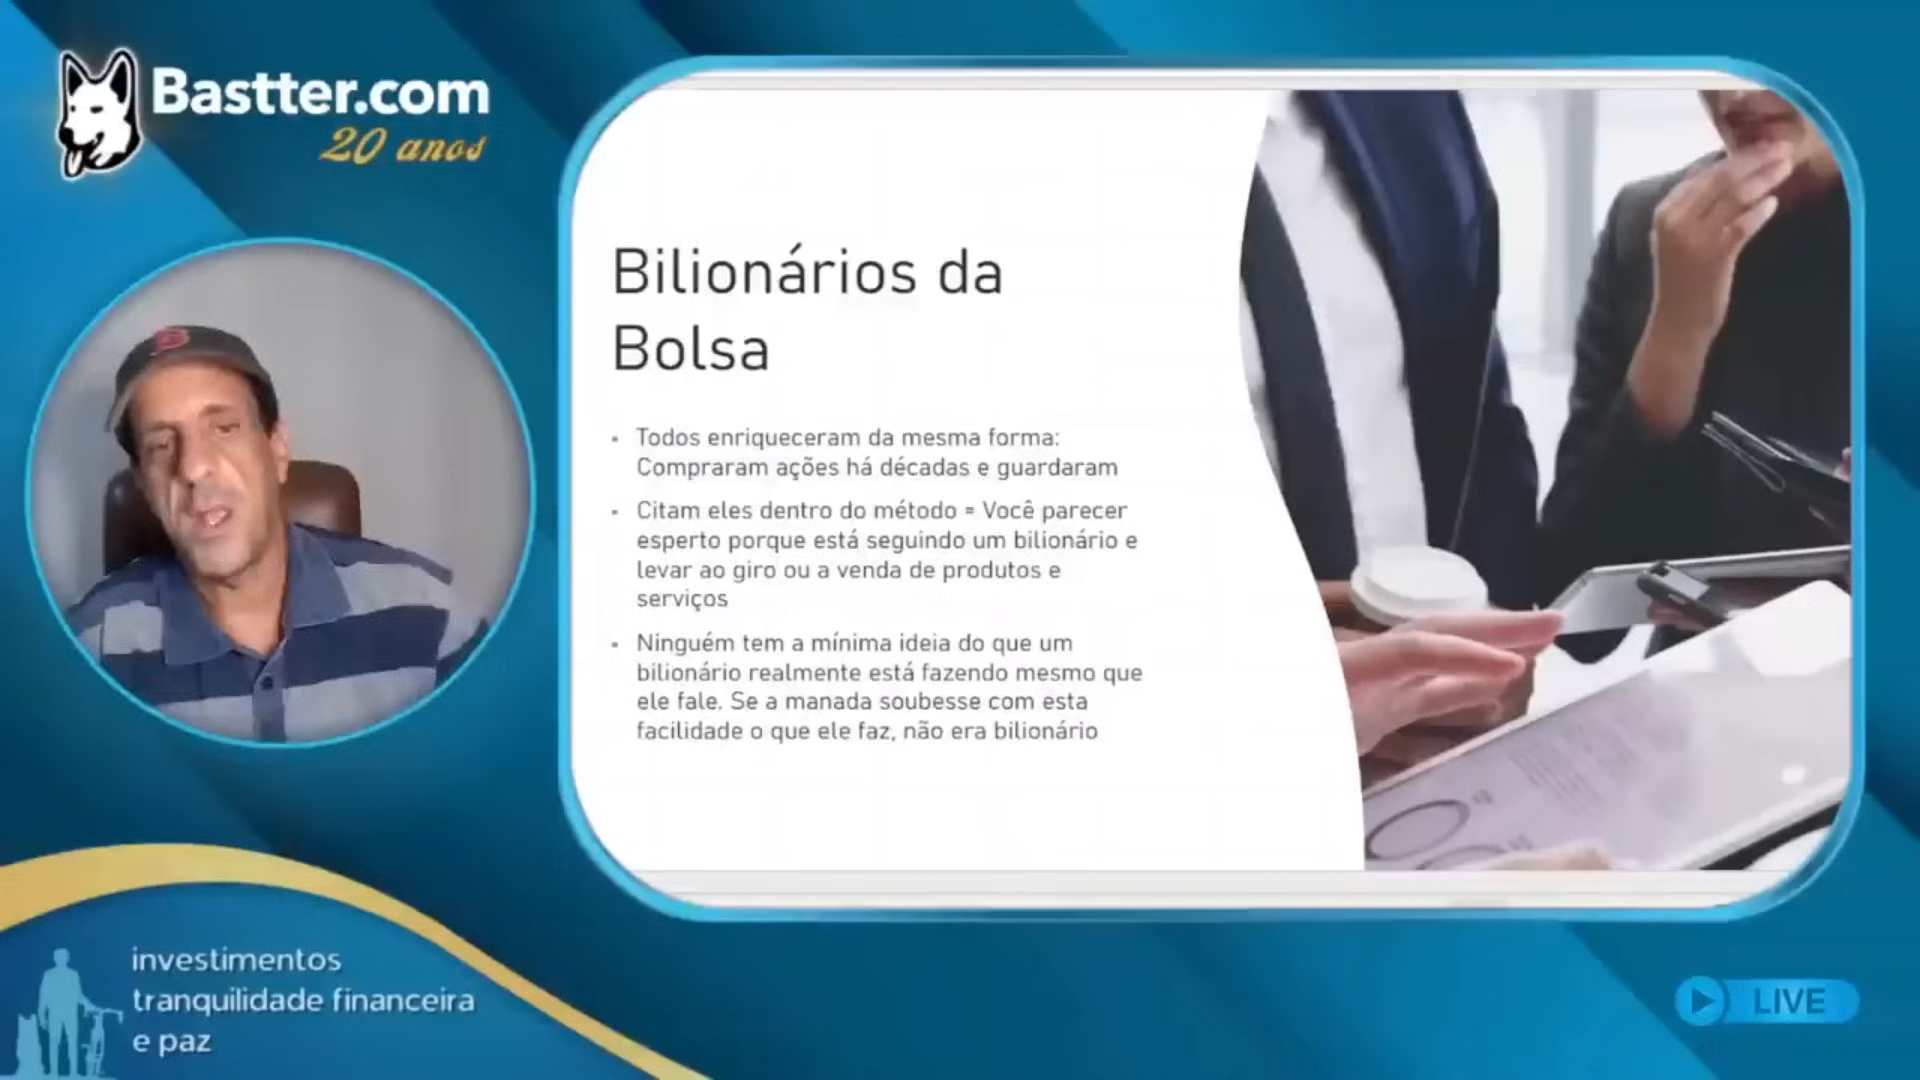 Bastter.com
20 anos
Bilionários da
Bolsa
▪ Todos enriqueceram da mesma forma:
Compraram ações há décadas e guardaram
▪ Citam eles dentro do método = Você parecer
esperto porque está seguindo um bilionário e
levar ao giro ou a venda de produtos e
serviços
▪ Ninguém tem a mínima ideia do que um
bilionário realmente está fazendo mesmo que
ele fale. Se a manada soubesse com esta
facilidade o que ele faz, não era bilionário
investimentos
tranquilidade financeira
e paz
LIVE